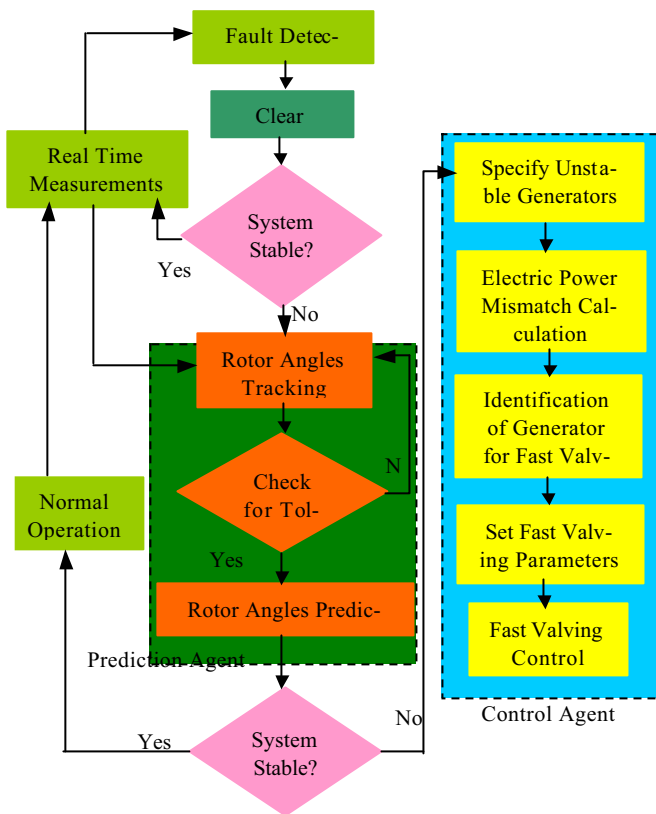 Fault Detec-
Clear
Real Time
Measurements
System
Stable?
Yes
No
Rotor Angles
Tracking
N
Check
for Tol-
Yes
Rotor Angles Predic-
Prediction Agent
Normal
Operation
System
Stable?
Yes
No
Specify Unsta-
ble Generators
Electric Power
Mismatch Cal-
culation
Identification
of Generator
for Fast Valv-
Set Fast Valv-
ing Parameters
Fast Valving
Control
Control Agent